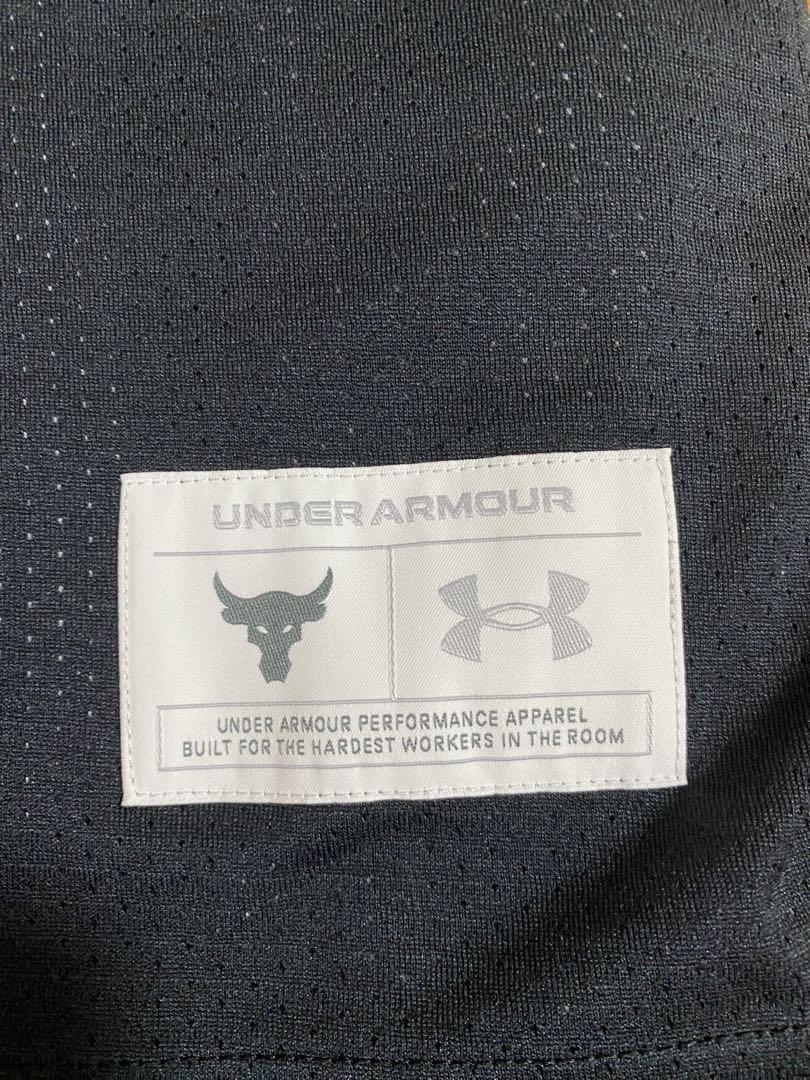 UNDER ARMOUR
UNDER ARMOUR PERFORMANCE APPAREL
BUILT FOR THE HARDEST WORKERS IN THE ROOM